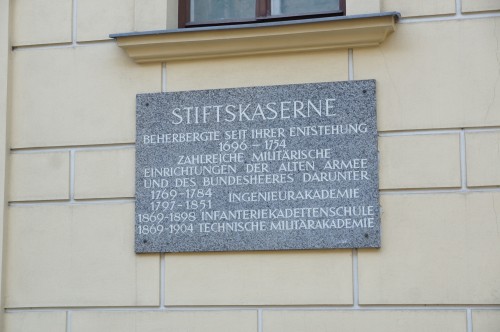 STIFTSKASERNE
BEHERBERGTE SEIT IHRER ENTSTEHUNG
1696 – 1754
ZAHLREICHE MILITÄRISCHE
EINRICHTUNGEN DER ALTEN ARMEE
UND DES BUNDESHEERES DARUNTER
1769-1784 INGENIEURAKADEMIE
1797-1851
1869-1898 INFANTERIEKADETTENSCHULE
1869-1904 TECHNISCHE MILITÄRAKADEMIE